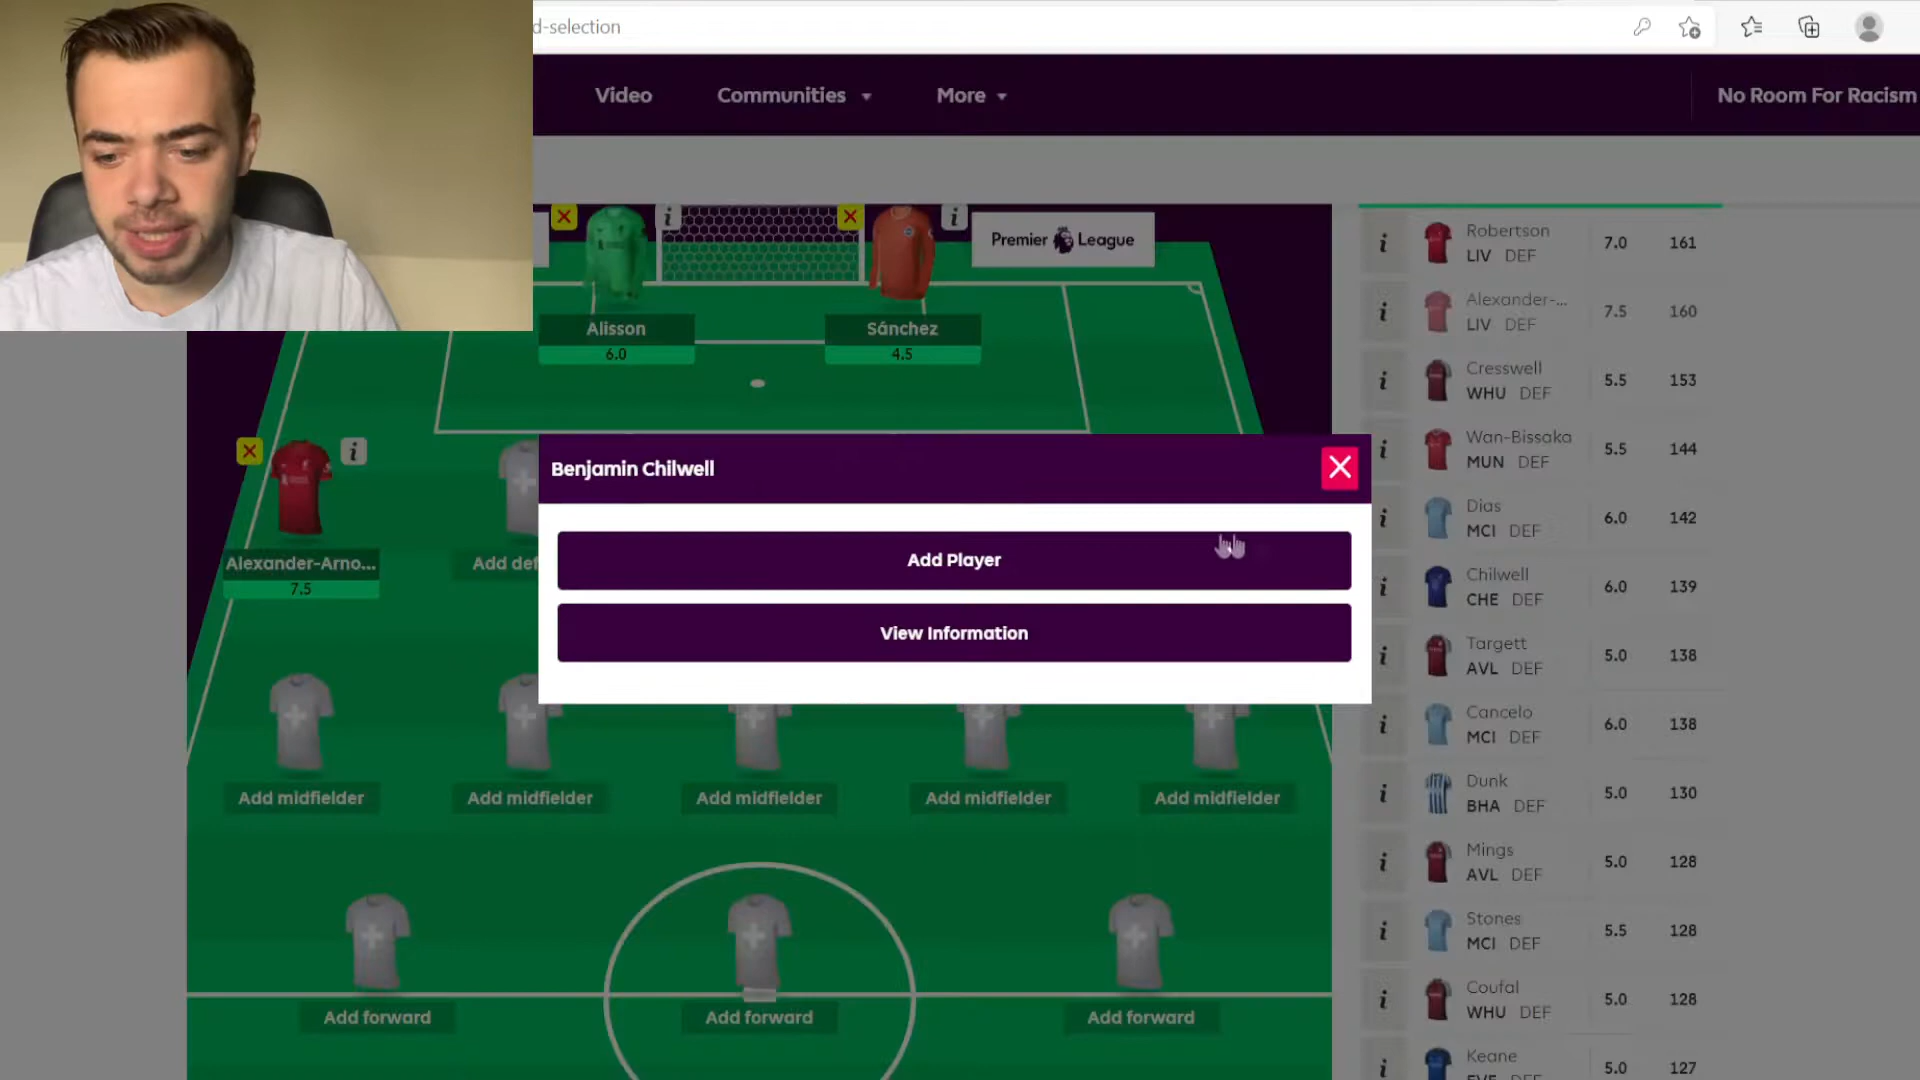 d-selection
Video
Communities
More
No Room For Racism
Premier League
Alisson
6.0
Sánchez
4.5
Alexander-Arno...
7.5
Add def
Benjamin Chilwell
Add Player
View Information
Add midfielder
Add midfielder
Add midfielder
Add midfielder
Add midfielder
Add forward
Add forward
Add forward
Robertson
LIV DEF
7.0 161
Alexander-...
LIV DEF
7.5 160
Cresswell
WHU DEF
5.5 153
Wan-Bissaka
MUN DEF
5.5 144
Dias
MCI DEF
6.0 142
Chilwell
CHE DEF
6.0 139
Targett
AVL DEF
5.0 138
Cancelo
MCI DEF
6.0 138
Dunk
BHA DEF
5.0 130
Mings
AVL DEF
5.0 128
Stones
MCI DEF
5.5 128
Coufal
WHU DEF
5.0 128
Keane
5.0 127